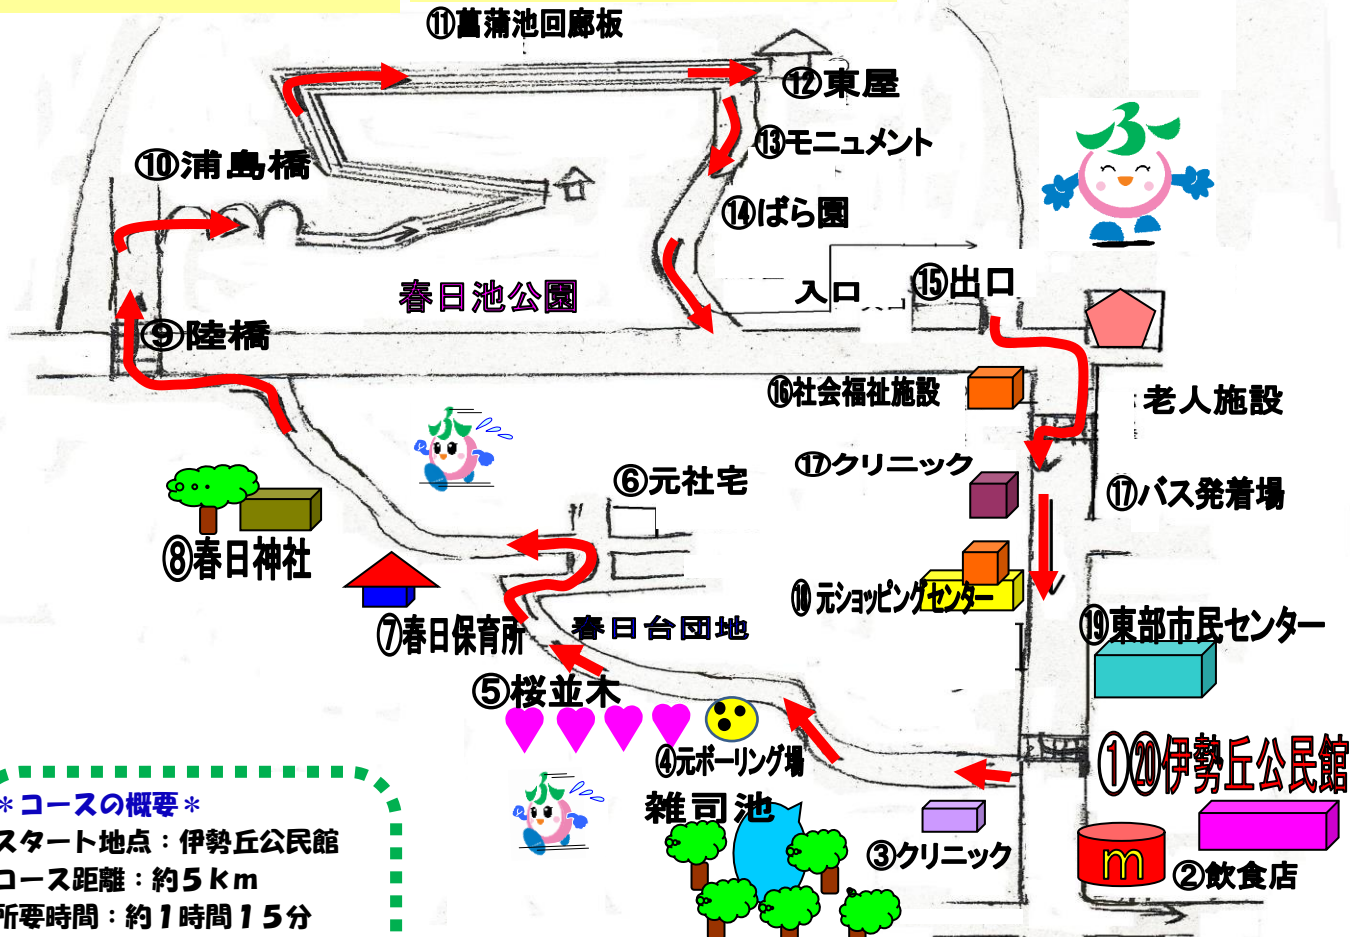 ⑪菖蒲池回廊板
⑫東屋
⑬モニュメント
⑩浦島橋
⑭ばら園
春日池公園
入口
⑮出口
⑨陸橋
⑯社会福祉施設
老人施設
⑰クリニック
⑥元社宅
⑰バス発着場
⑧春日神社
⑱元ショッピングセンター
⑦春日保育所
春日台団地
⑲東部市民センター
⑤桜並木
④元ボーリング場
①⑳伊勢丘公民館
雑司池
③クリニック
m
②飲食店
＊コースの概要＊
スタート地点：伊勢丘公民館
コース距離：約５ｋｍ
所要時間：約１時間１５分